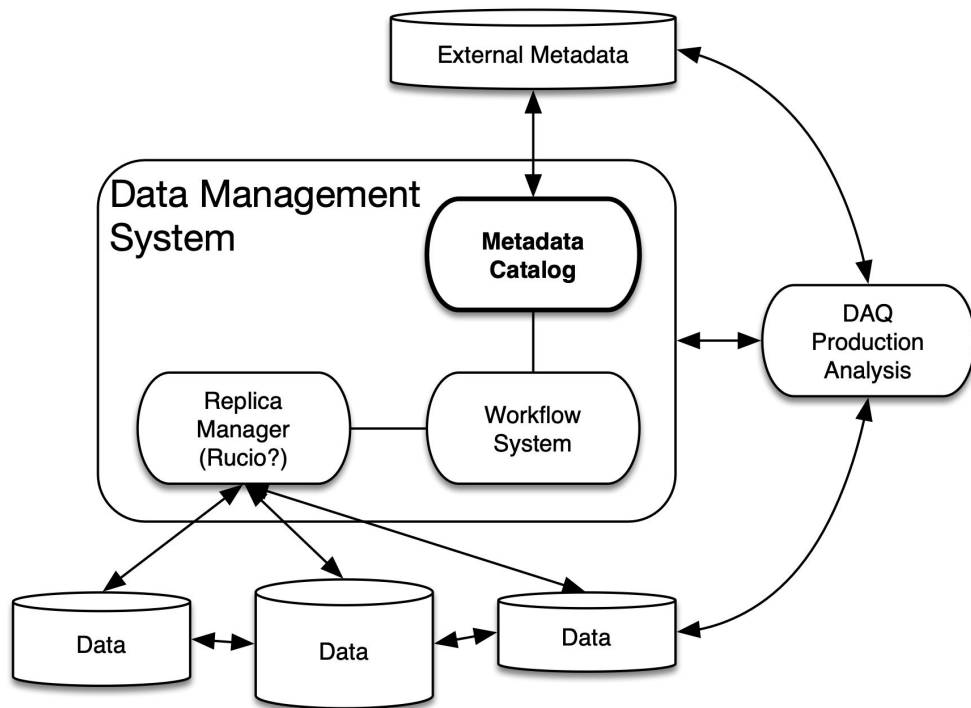 External Metadata
Data Management
System
Metadata
Catalog
DAQ
Production
Analysis
Replica
Manager
(Rucio?)
Workflow
System
Data
Data
Data